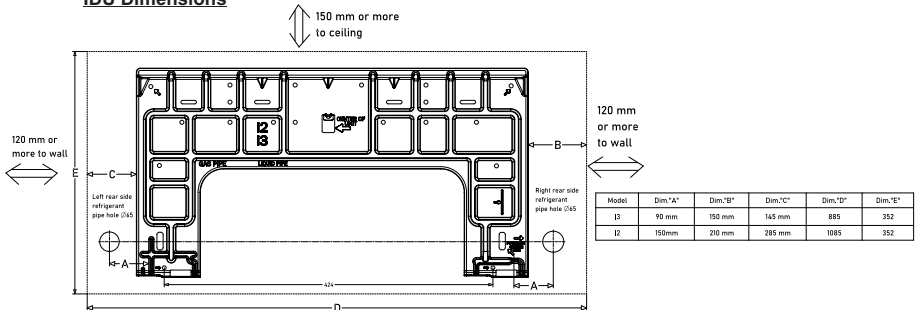 IDU Dimensions
150 mm or more
to ceiling
120 mm
or more
to wall
120 mm or
more to wall
I2
I3
CENTER OF
UNIT
GAS PIPE LIQUID PIPE
B
C
E
Left rear side
refrigerant
pipe hole Ø65
Right rear side
refrigerant
pipe hole Ø65
A
A
424
D
Model Dim."A" Dim."B" Dim."C" Dim."D" Dim."E"
I3 90 mm 150 mm 145 mm 885 352
I2 150mm 210 mm 285 mm 1085 352